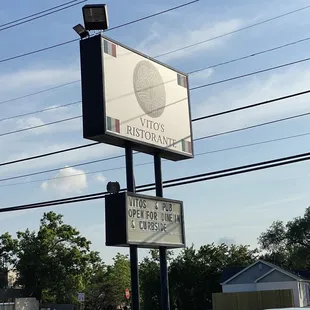 VITO'S
RISTORANTE
VITOS & PUB
OPEN FOR DINE IN
& CURBSIDE